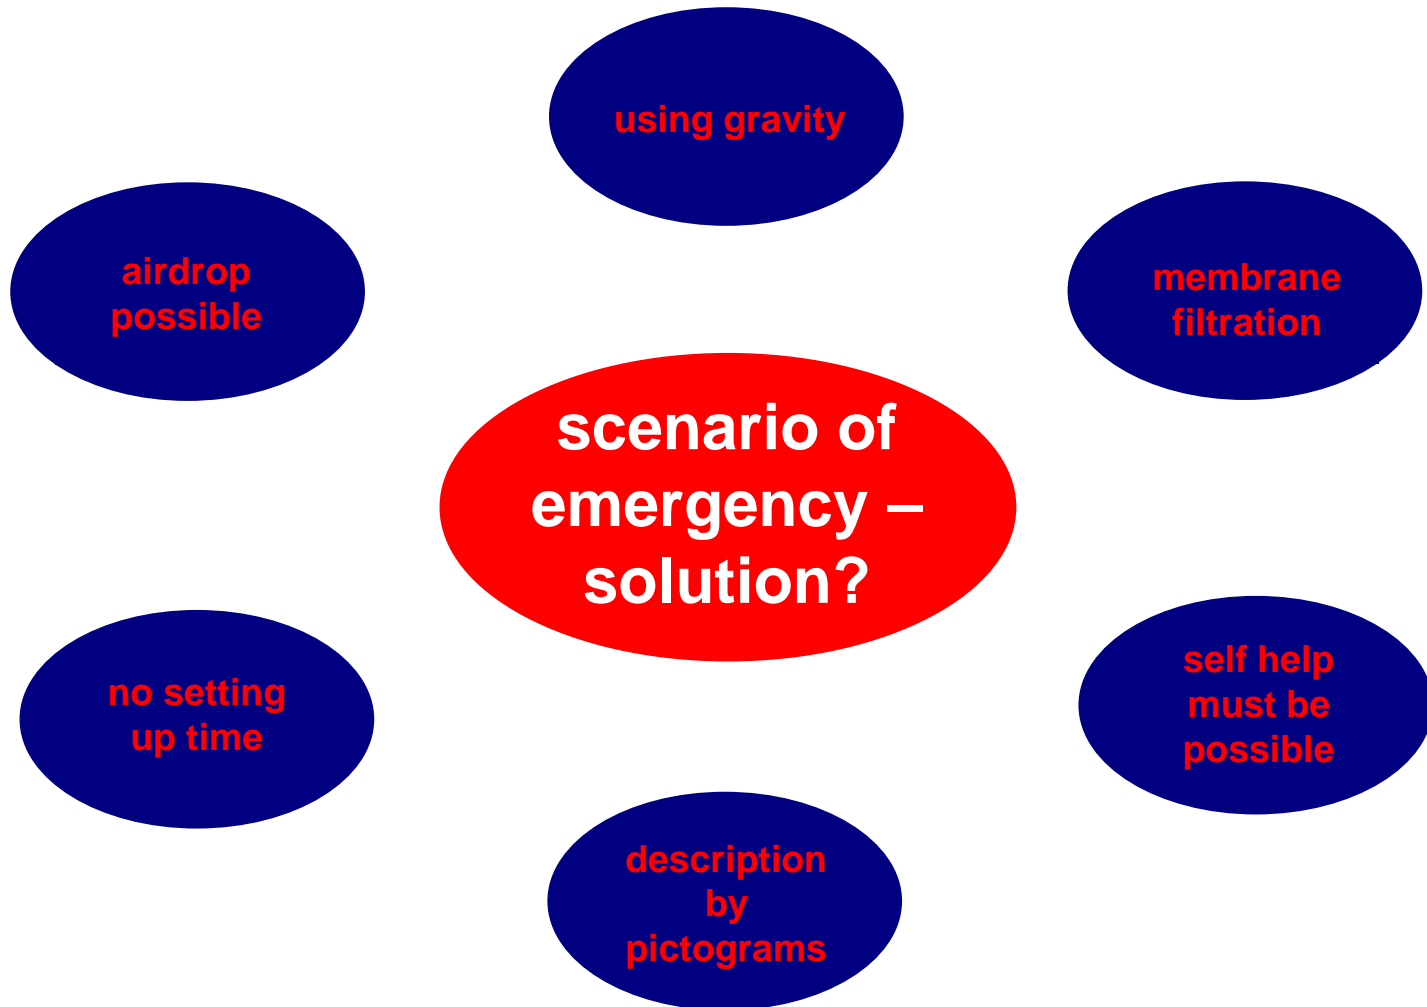 using gravity
airdrop
possible
membrane
filtration
scenario of
emergency –
solution?
no setting
up time
self help
must be
possible
description
by
pictograms